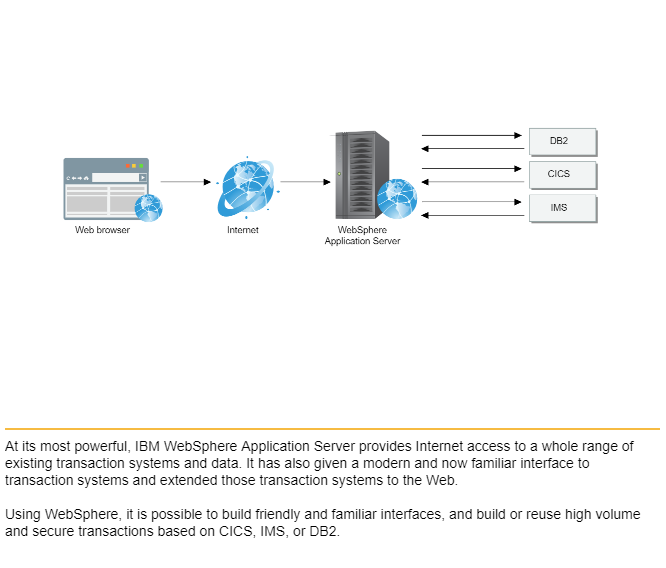 DB2
CICS
IMS
Web browser
Internet
WebSphere
Application Server
At its most powerful, IBM WebSphere Application Server provides Internet access to a whole range of
existing transaction systems and data. It has also given a modern and now familiar interface to
transaction systems and extended those transaction systems to the Web.
Using WebSphere, it is possible to build friendly and familiar interfaces, and build or reuse high volume
and secure transactions based on CICS, IMS, or DB2.